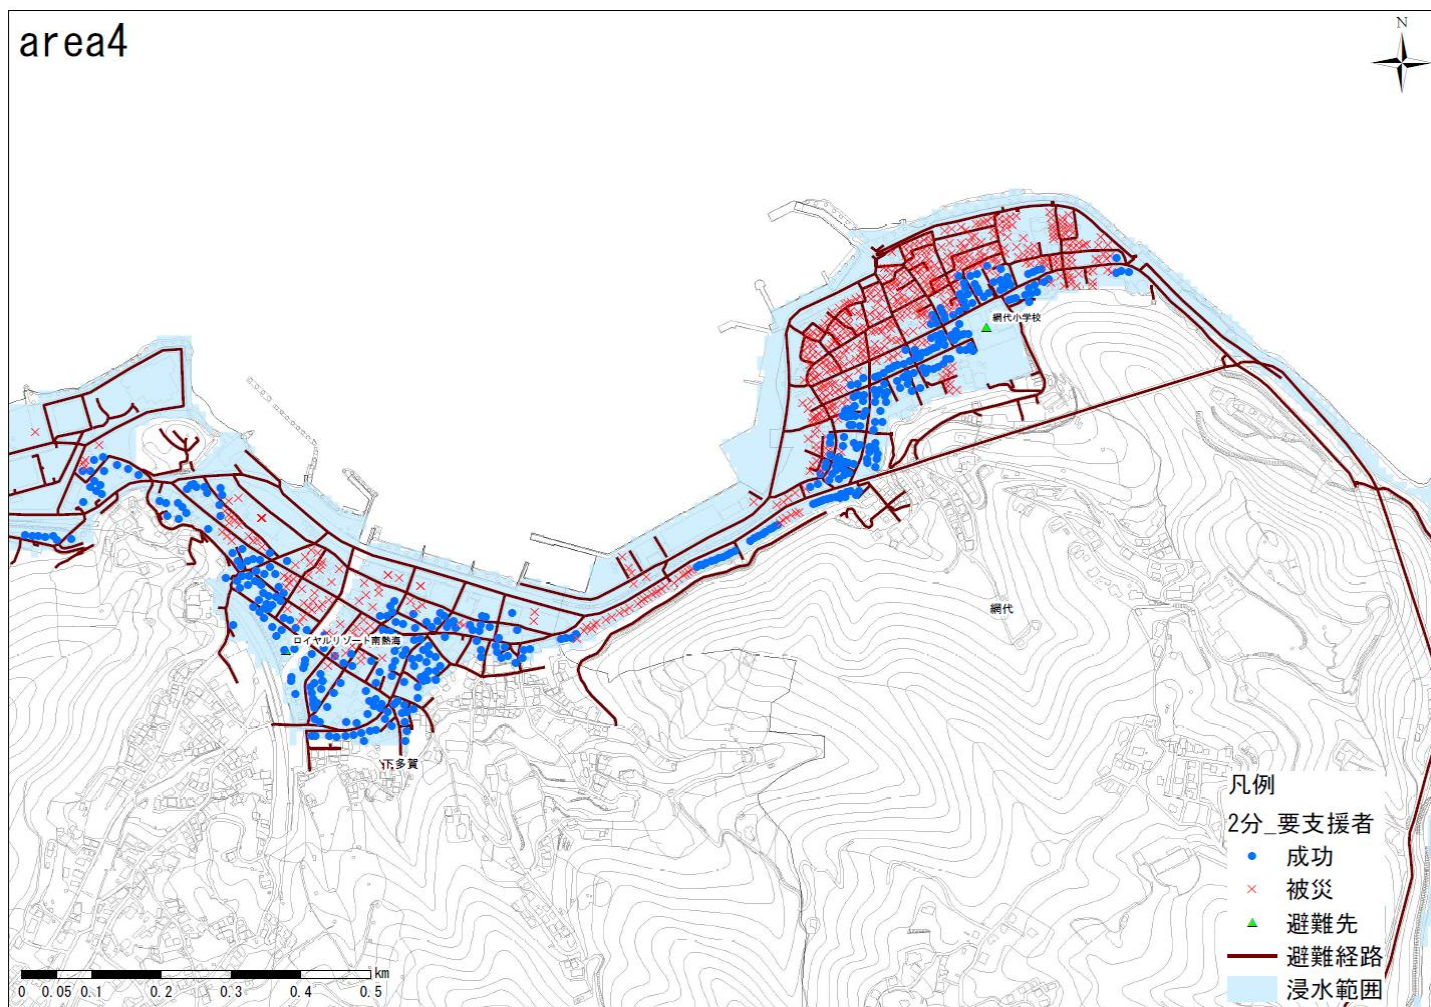 area4
N
網代小学校
網代
ロイヤルリゾート南熱海
下多賀
凡例
2分_要支援者
成功
被災
避難先
避難経路
浸水範囲
km
0 0.05 0.1 0.2 0.3 0.4 0.5